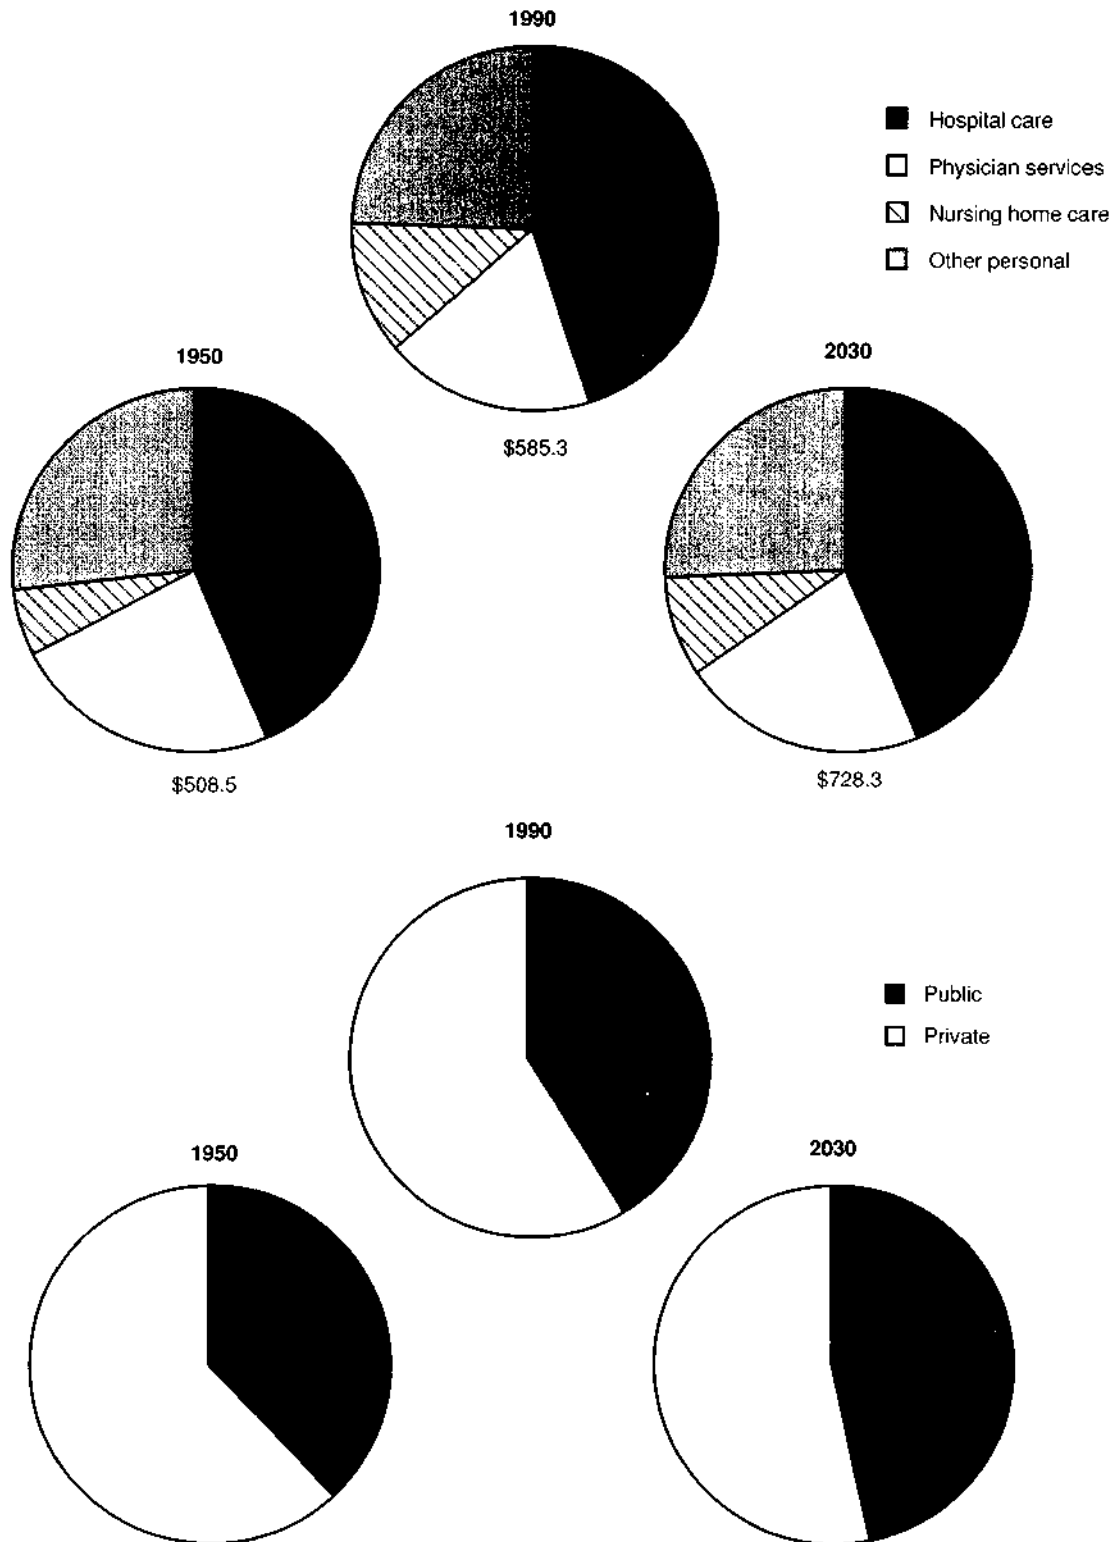 1990
Hospital care
Physician services
Nursing home care
Other personal
1950
2030
$585.3
$508.5
$728.3
1990
Public
Private
1950
2030